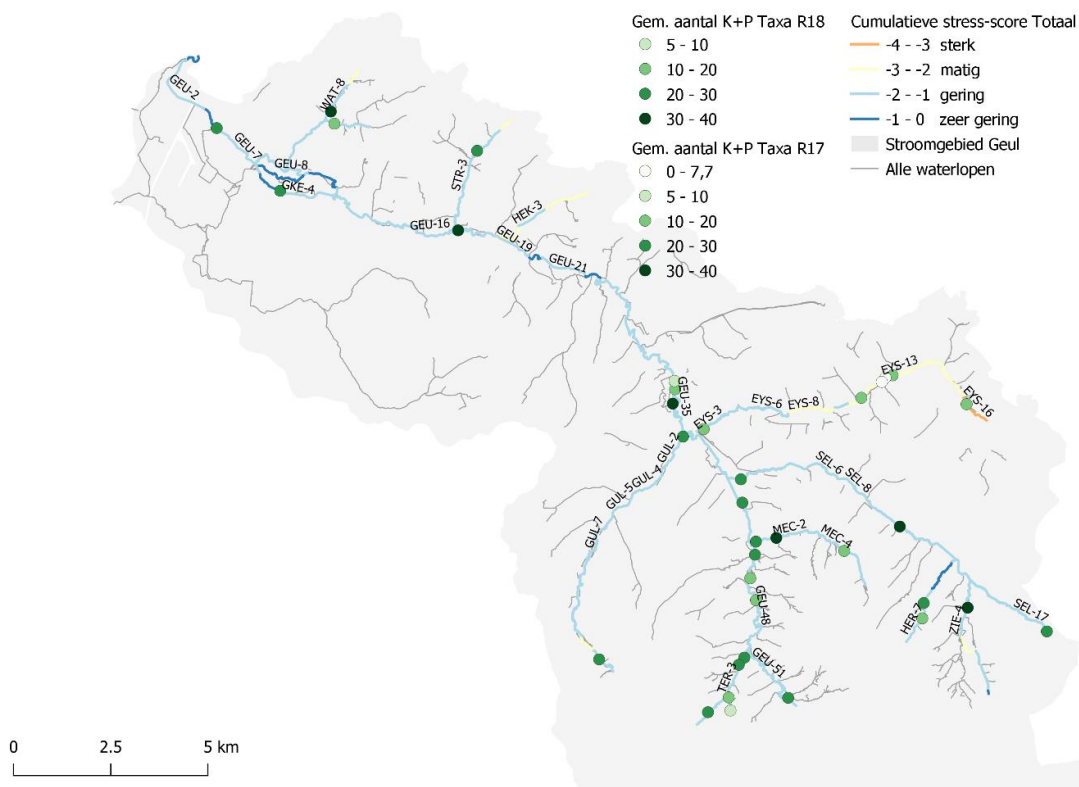 Gem. aantal K+P Taxa R18
5 - 10
10 - 20
20 - 30
30 - 40
Gem. aantal K+P Taxa R17
0 - 7,7
5 - 10
10 - 20
20 - 30
30 - 40
Cumulatieve stress-score Totaal
-4 - -3 sterk
-3 - -2 matig
-2 - -1 gering
-1 - 0 zeer gering
Stroomgebied Geul
Alle waterlopen
GEU-2
WAT-8
GEU-7
GEU-8
GKE-4
STR-3
GEU-16
HEK-3
GEU-19
GEU-21
GEU-35
EYS-3
EYS-6
EYS-8
EYS-13
EYS-16
GUL-2
GUL-4
GUL-5
GUL-7
SEL-6
SEL-8
MEC-2
MEC-4
GEU-48
HER-7
ZIE-4
SEL-17
TER-3
GEU-51
0 2.5 5 km